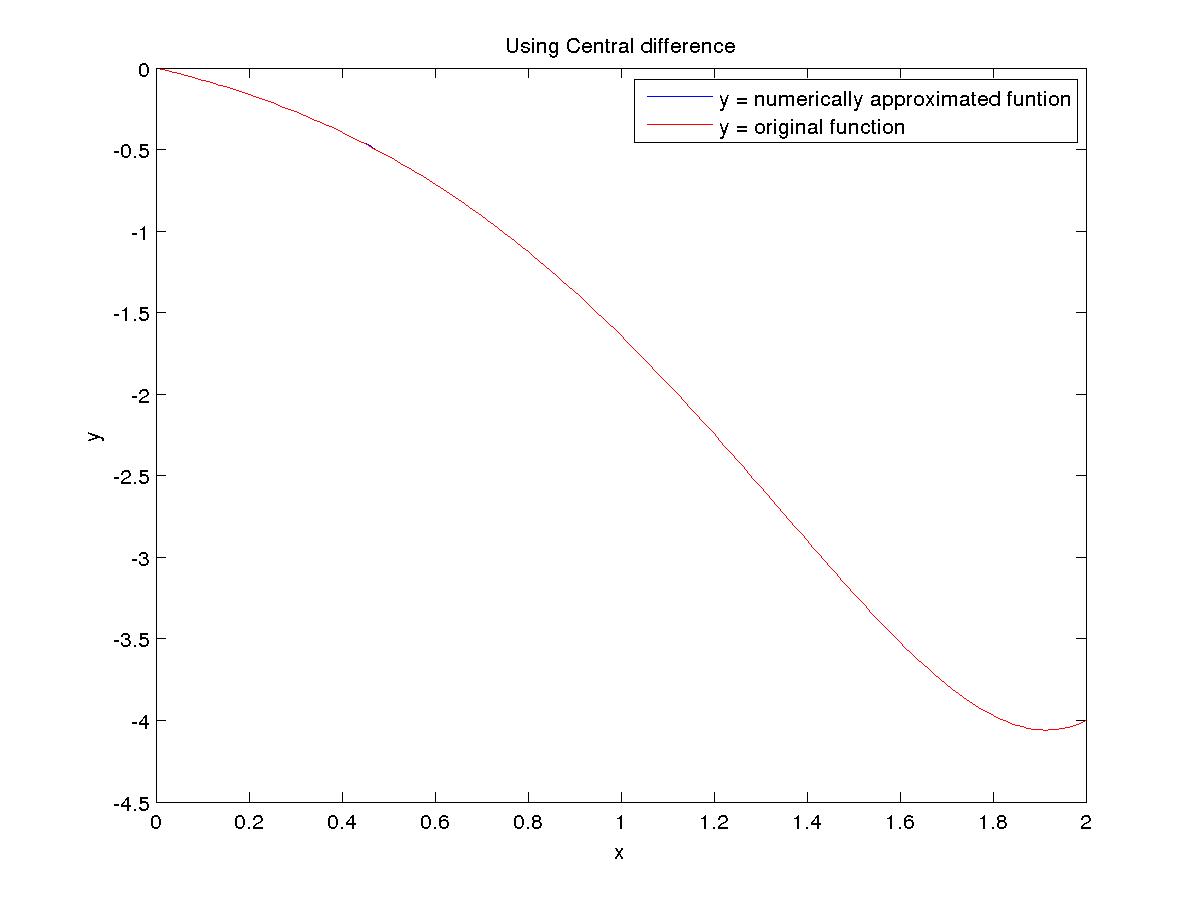 Using Central difference
y = numerically approximated funtion
y = original function
0
-0.5
-1
-1.5
-2
-2.5
-3
-3.5
-4
-4.5
y
0 0.2 0.4 0.6 0.8 1 1.2 1.4 1.6 1.8 2
x